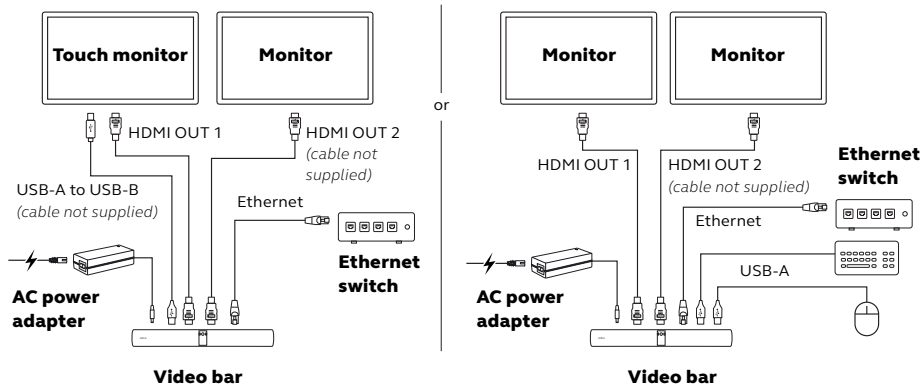 Touch monitor
Monitor
HDMI OUT 1
HDMI OUT 2
(cable not
supplied)
USB-A to USB-B
(cable not supplied)
Ethernet
Ethernet
switch
AC power
adapter
Video bar
or
Monitor
Monitor
HDMI OUT 1
HDMI OUT 2
(cable not supplied)
Ethernet
switch
Ethernet
USB-A
AC power
adapter
Video bar